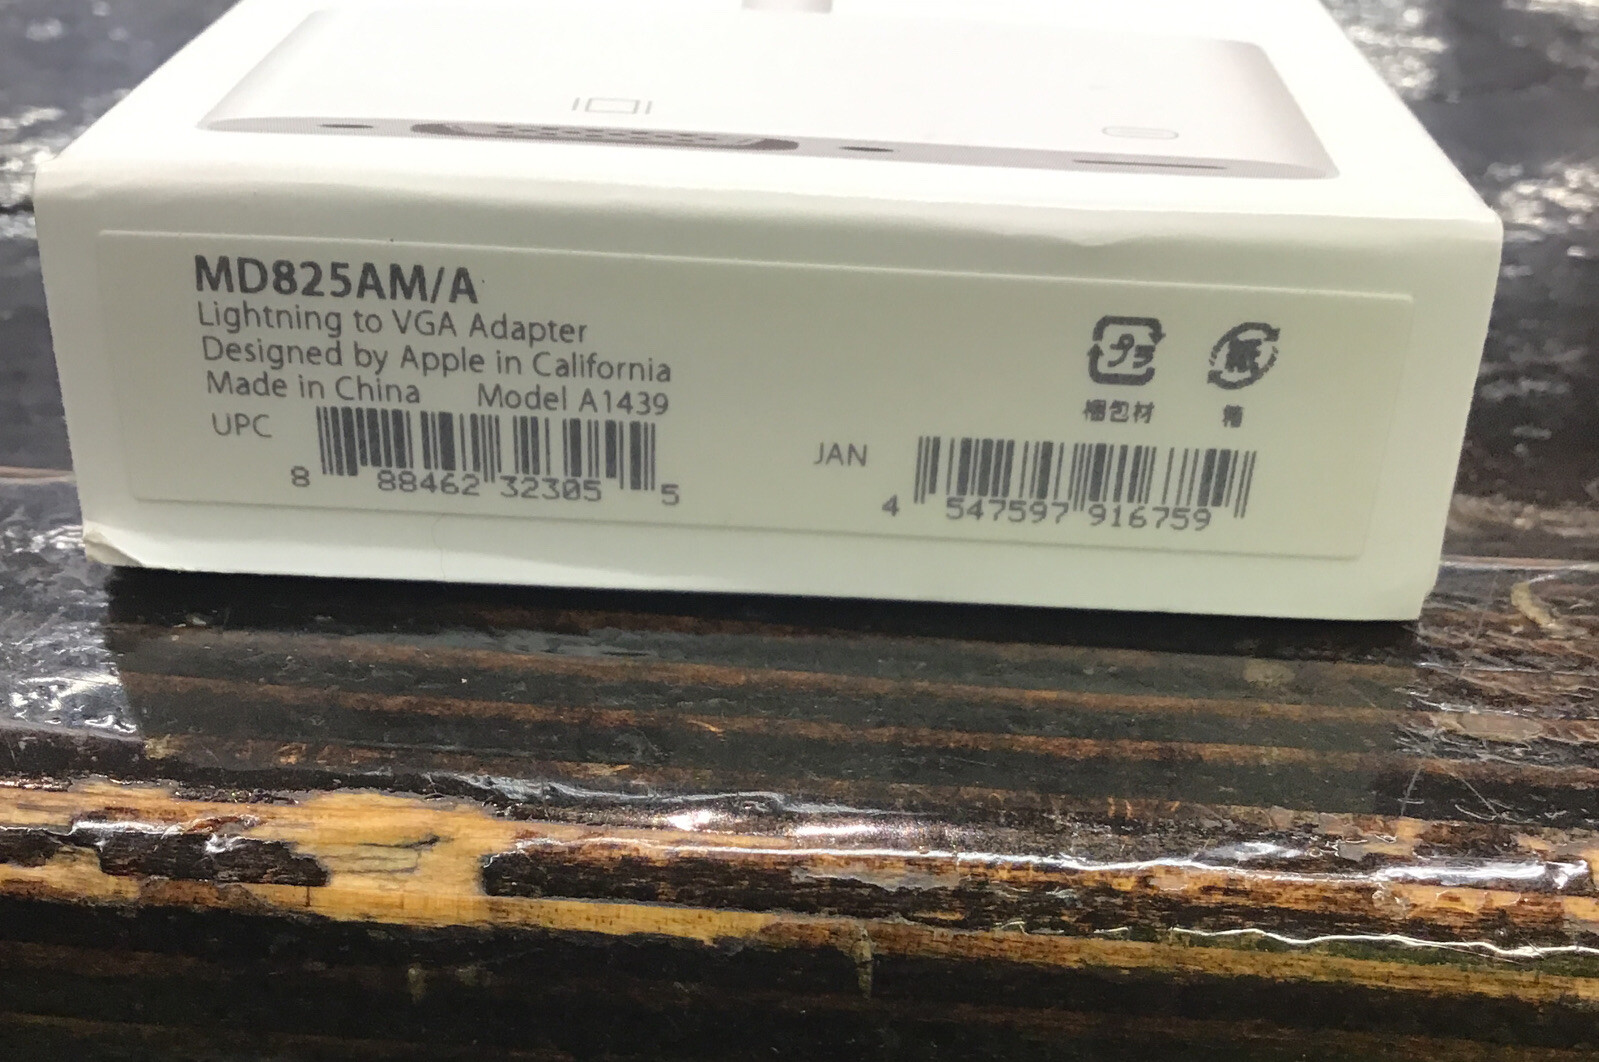 MD825AM/A
Lightning to VGA Adapter
Designed by Apple in California
Made in China Model A1439
UPC
8 88462 32305 5
プラ
紙
梱包材
箱
JAN
4 547597 916759